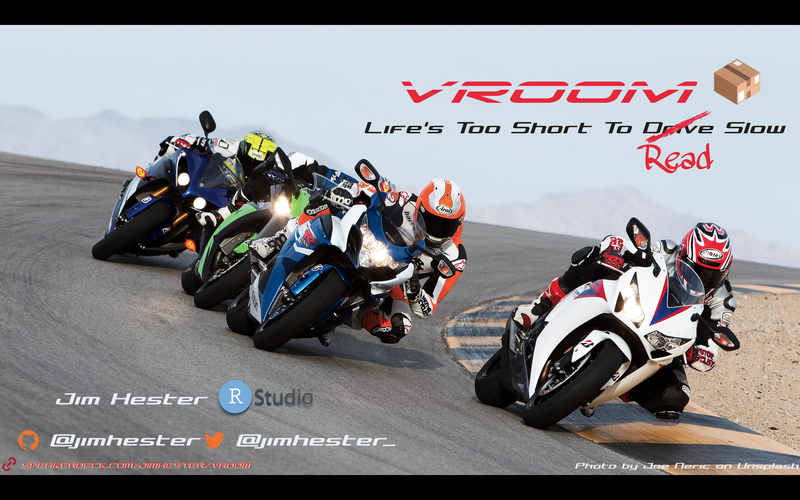 VROOM
Life's Too Short To Drive Slow
Read
Jim Hester R Studio
@jimhester @jimhester_
speakerdeck.com/jimhester/vroom
Photo by Joe Neric on Unsplash